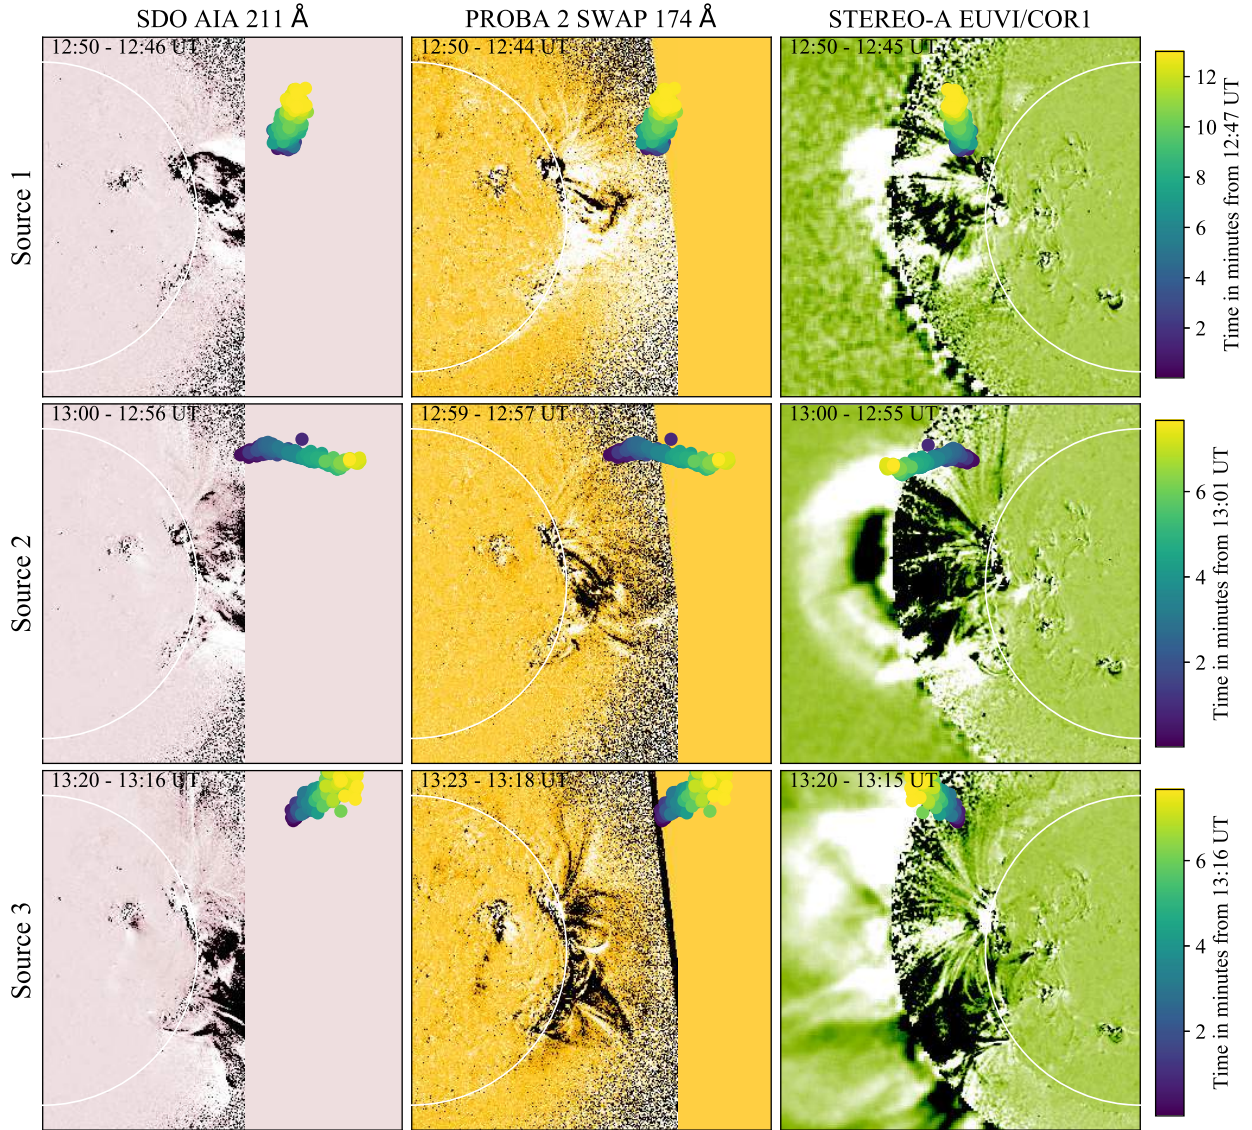 SDO AIA 211 Å
PROBA 2 SWAP 174 Å
STEREO-A EUVI/COR1
Source 1
12:50 - 12:46 UT
12:50 - 12:44 UT
12:50 - 12:45 UT
12
10
8
6
4
2
Time in minutes from 12:47 UT
Source 2
13:00 - 12:56 UT
12:59 - 12:57 UT
13:00 - 12:55 UT
6
4
2
Time in minutes from 13:01 UT
Source 3
13:20 - 13:16 UT
13:23 - 13:18 UT
13:20 - 13:15 UT
6
4
2
Time in minutes from 13:16 UT